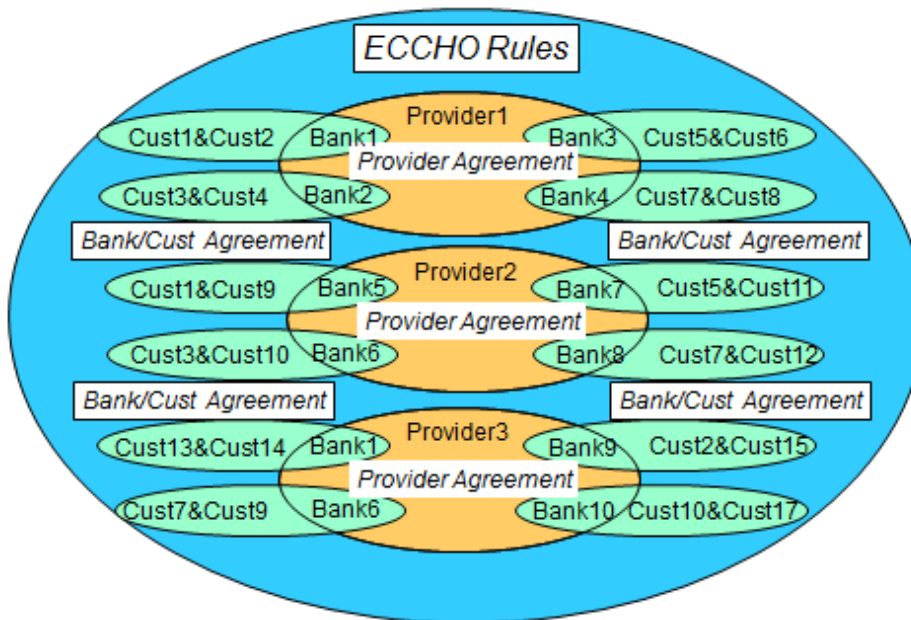 ECCHO Rules
Provider1
Cust1&Cust2 Bank1 Bank3 Cust5&Cust6
Provider Agreement
Cust3&Cust4 Bank2 Bank4 Cust7&Cust8
Bank/Cust Agreement Bank/Cust Agreement
Provider2
Cust1&Cust9 Bank5 Bank7 Cust5&Cust11
Provider Agreement
Cust3&Cust10 Bank6 Bank8 Cust7&Cust12
Bank/Cust Agreement Bank/Cust Agreement
Provider3
Cust13&Cust14 Bank1 Bank9 Cust2&Cust15
Provider Agreement
Cust7&Cust9 Bank6 Bank10 Cust10&Cust17